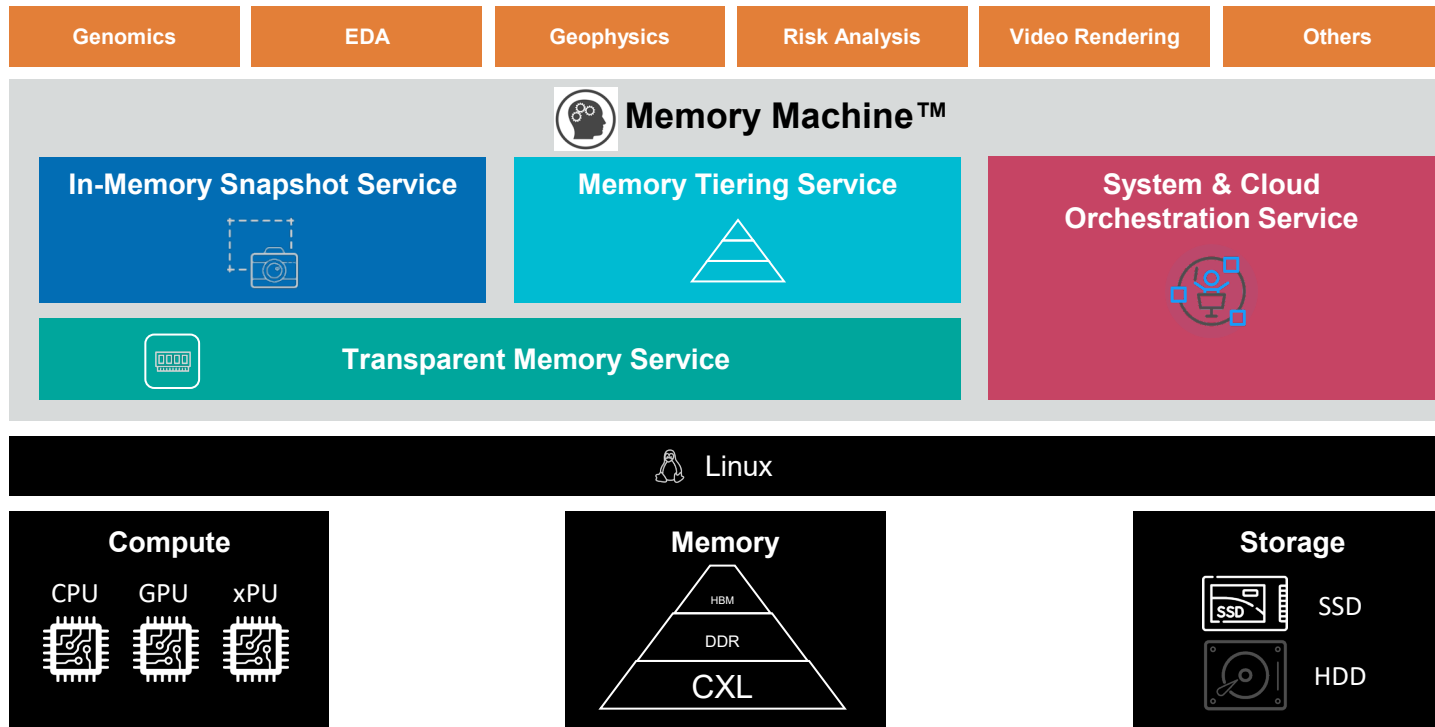 Genomics
EDA
Geophysics
Risk Analysis
Video Rendering
Others
Memory Machine™
In-Memory Snapshot Service
Memory Tiering Service
System & Cloud
Orchestration Service
Transparent Memory Service
Linux
Compute
CPU
GPU
xPU
Memory
HBM
DDR
CXL
Storage
SSD
SSD
HDD